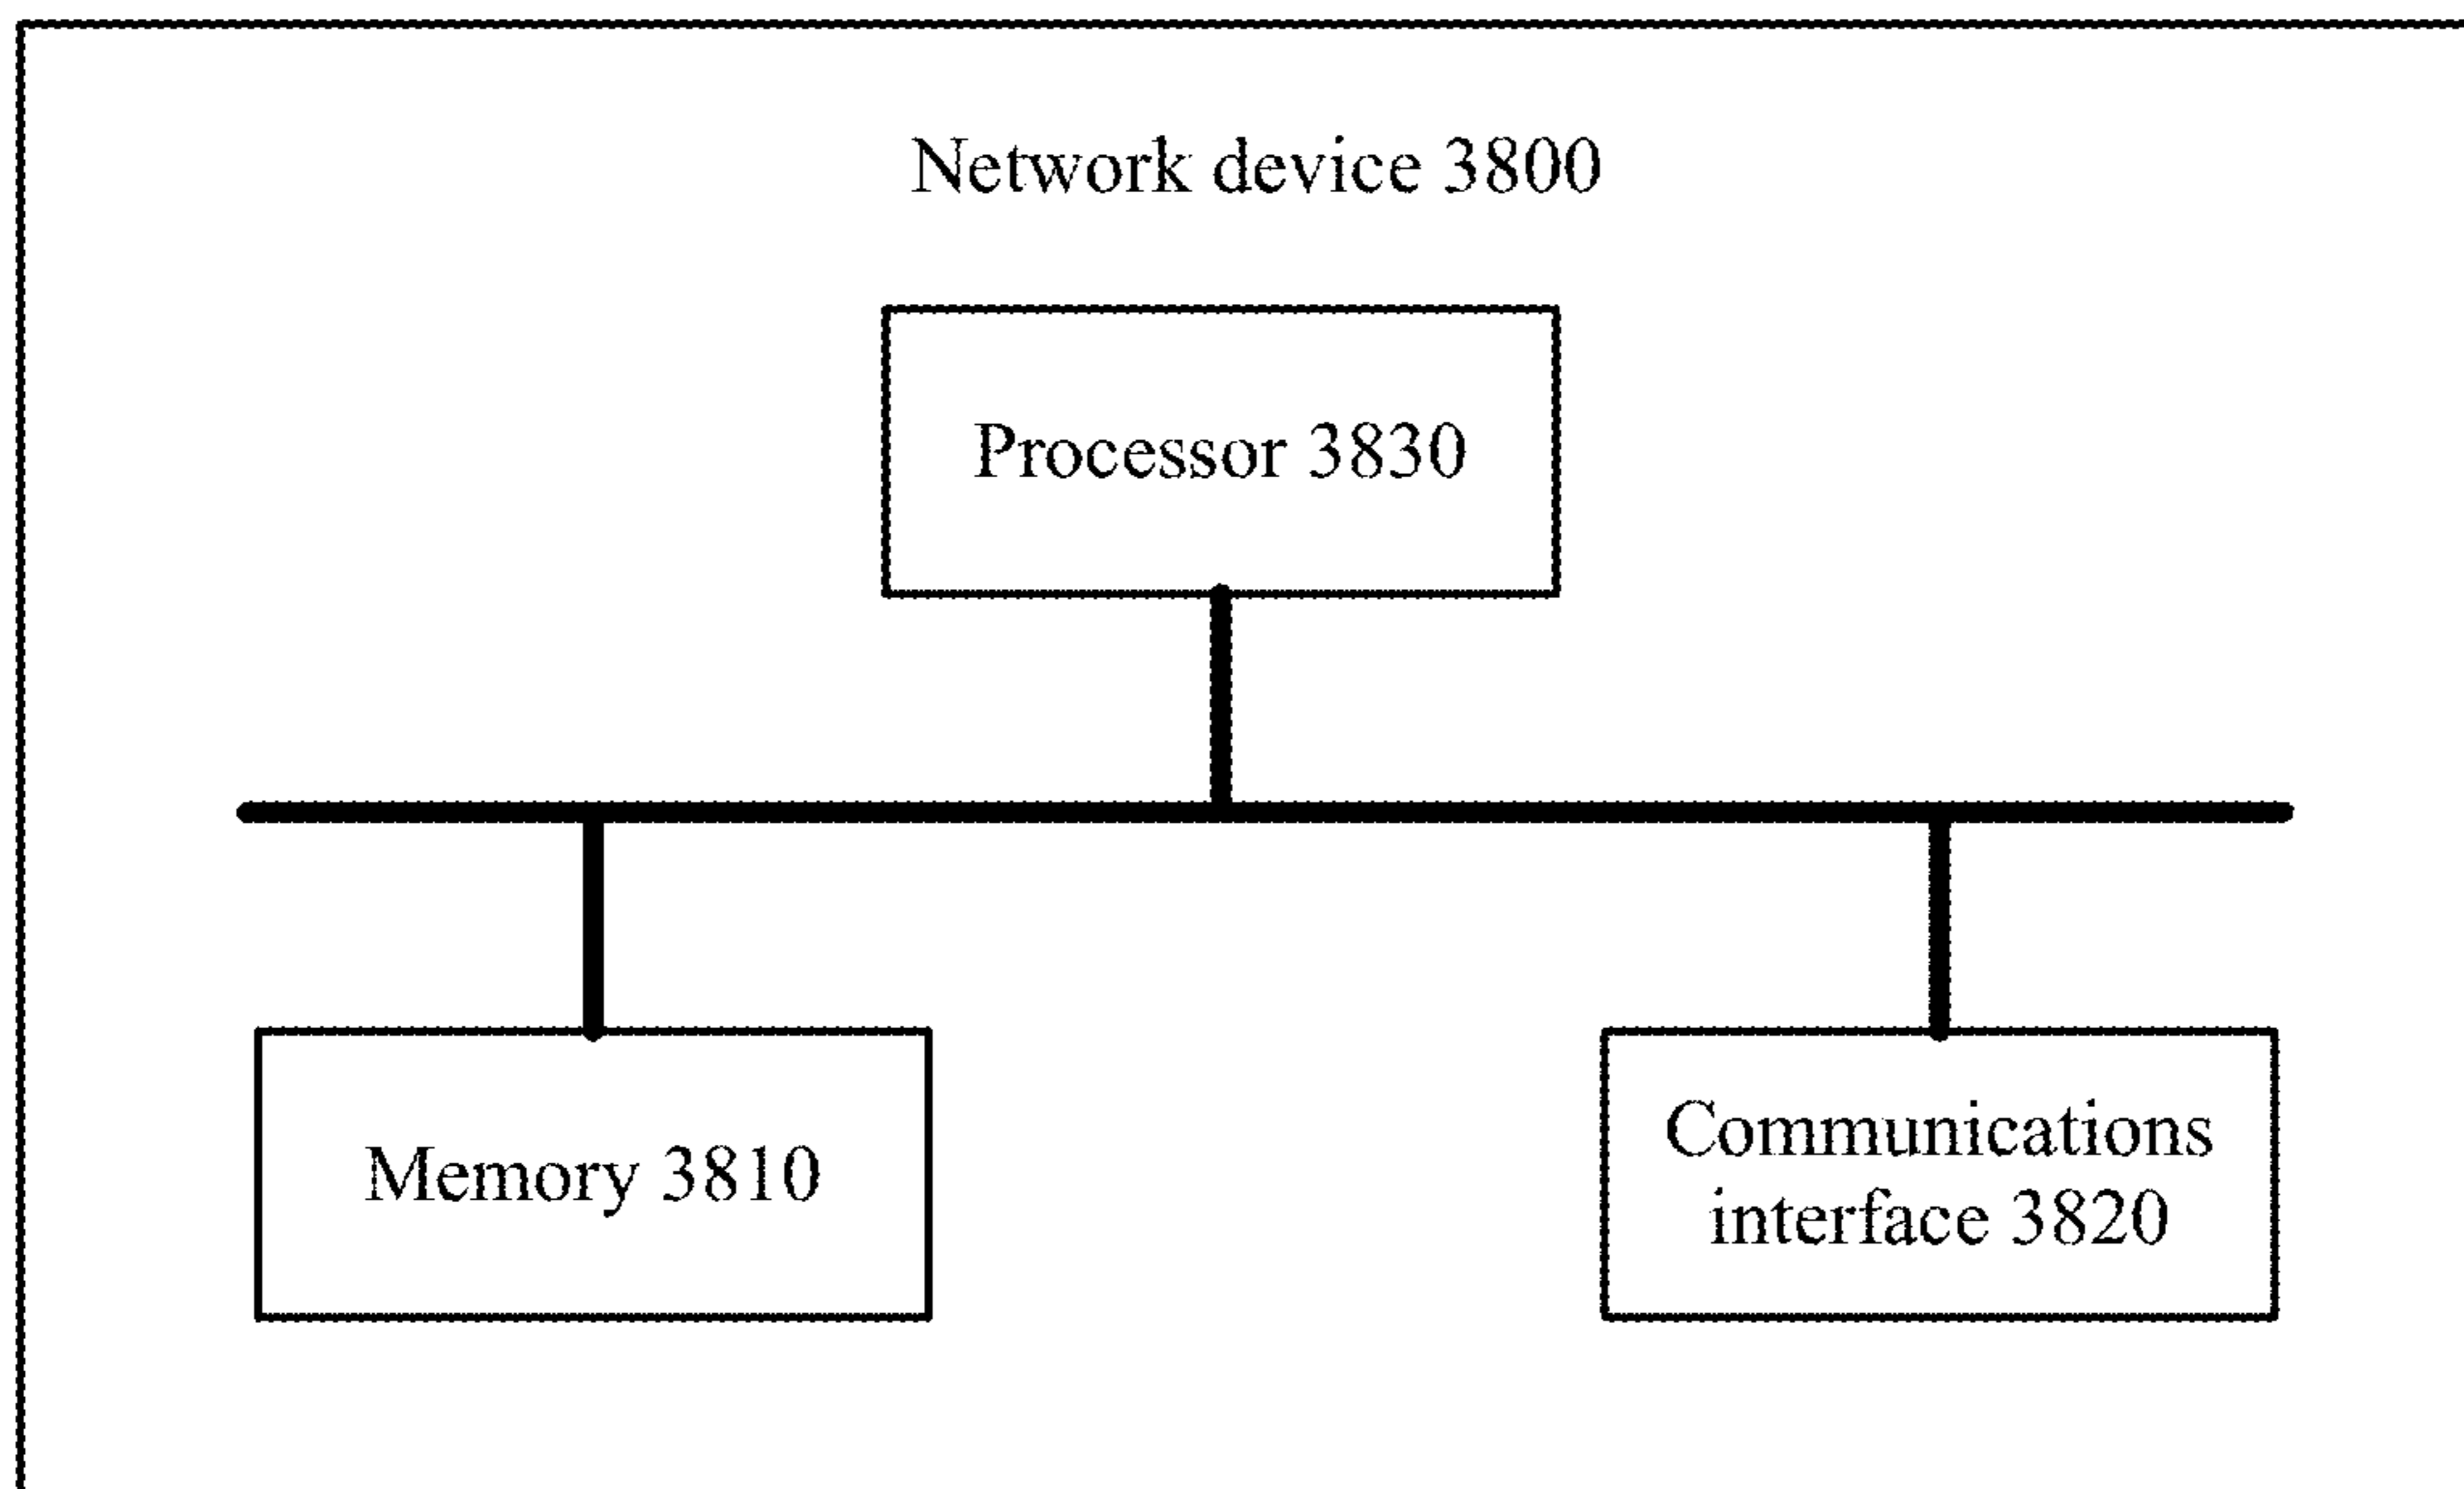 Network device 3800
Processor 3830
Memory 3810
Communications
interface 3820